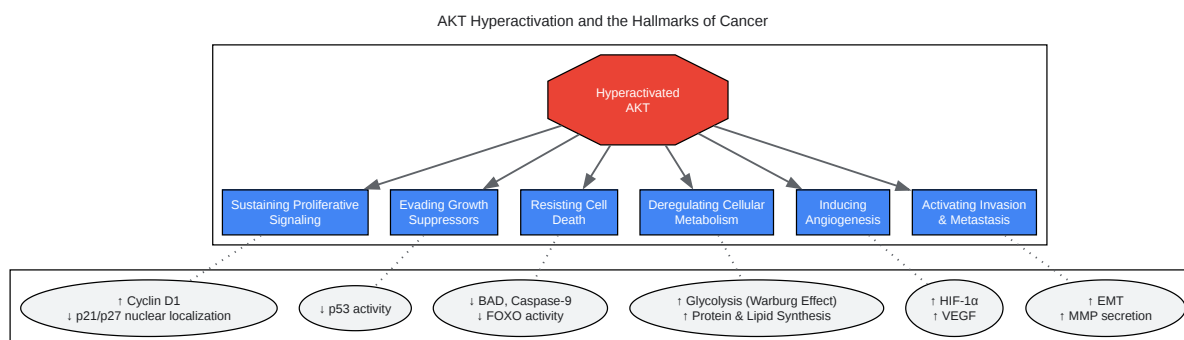 AKT Hyperactivation and the Hallmarks of Cancer
Hyperactivated
AKT
Sustaining Proliferative
Signaling
Evading Growth
Suppressors
Resisting Cell
Death
Deregulating Cellular
Metabolism
Inducing
Angiogenesis
Activating Invasion
& Metastasis
↑ Cyclin D1
↓ p21/p27 nuclear localization
↓ p53 activity
↓ BAD, Caspase-9
↓ FOXO activity
↑ Glycolysis (Warburg Effect)
↑ Protein & Lipid Synthesis
↑ HIF-1α
↑ VEGF
↑ EMT
↑ MMP secretion